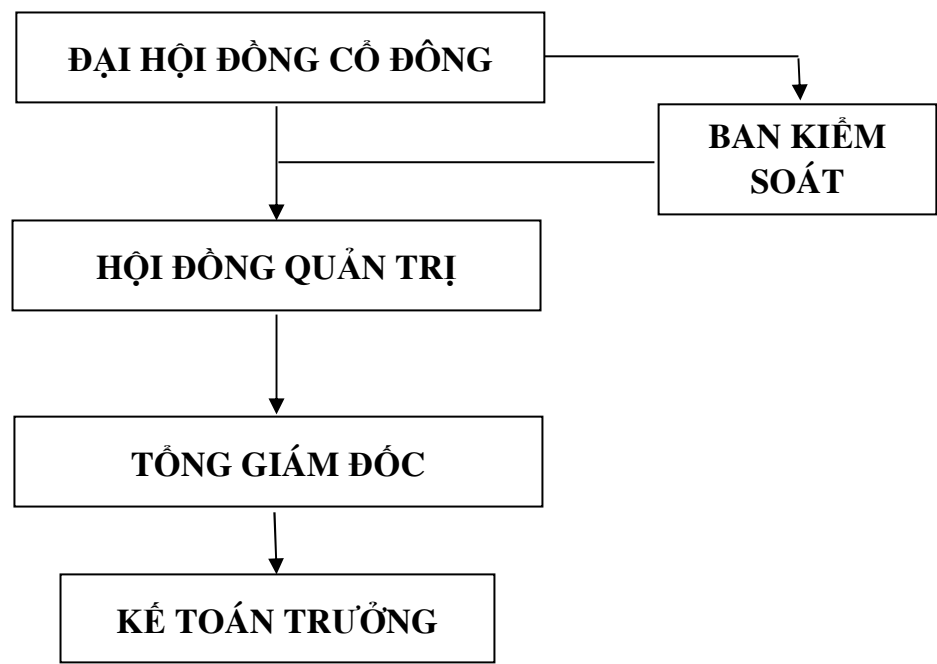 ĐẠI HỘI ĐỒNG CỔ ĐÔNG
BAN KIỂM
SOÁT
HỘI ĐỒNG QUẢN TRỊ
TỔNG GIÁM ĐỐC
KẾ TOÁN TRƯỞNG